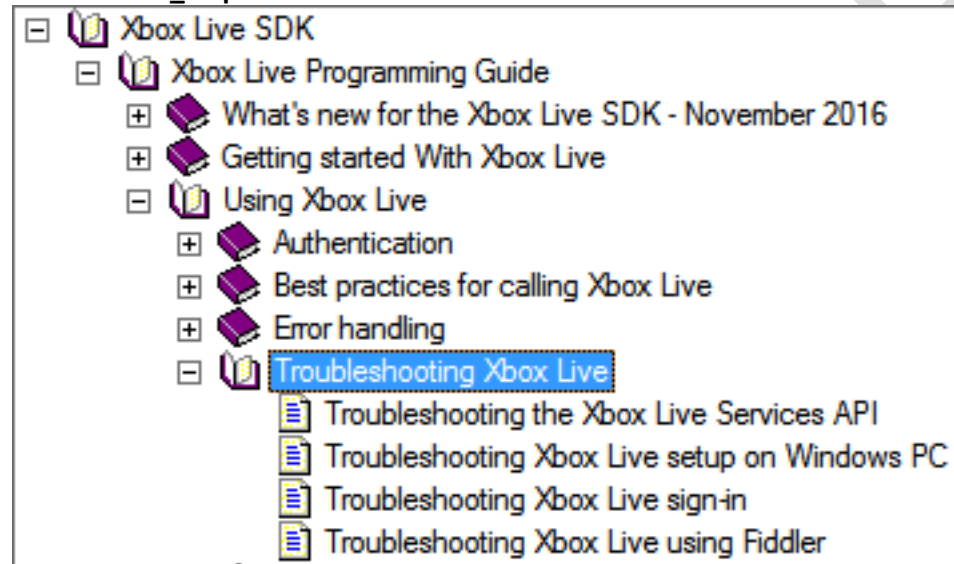 Xbox Live SDK
Xbox Live Programming Guide
What's new for the Xbox Live SDK - November 2016
Getting started With Xbox Live
Using Xbox Live
Authentication
Best practices for calling Xbox Live
Error handling
Troubleshooting Xbox Live
Troubleshooting the Xbox Live Services API
Troubleshooting Xbox Live setup on Windows PC
Troubleshooting Xbox Live sign-in
Troubleshooting Xbox Live using Fiddler